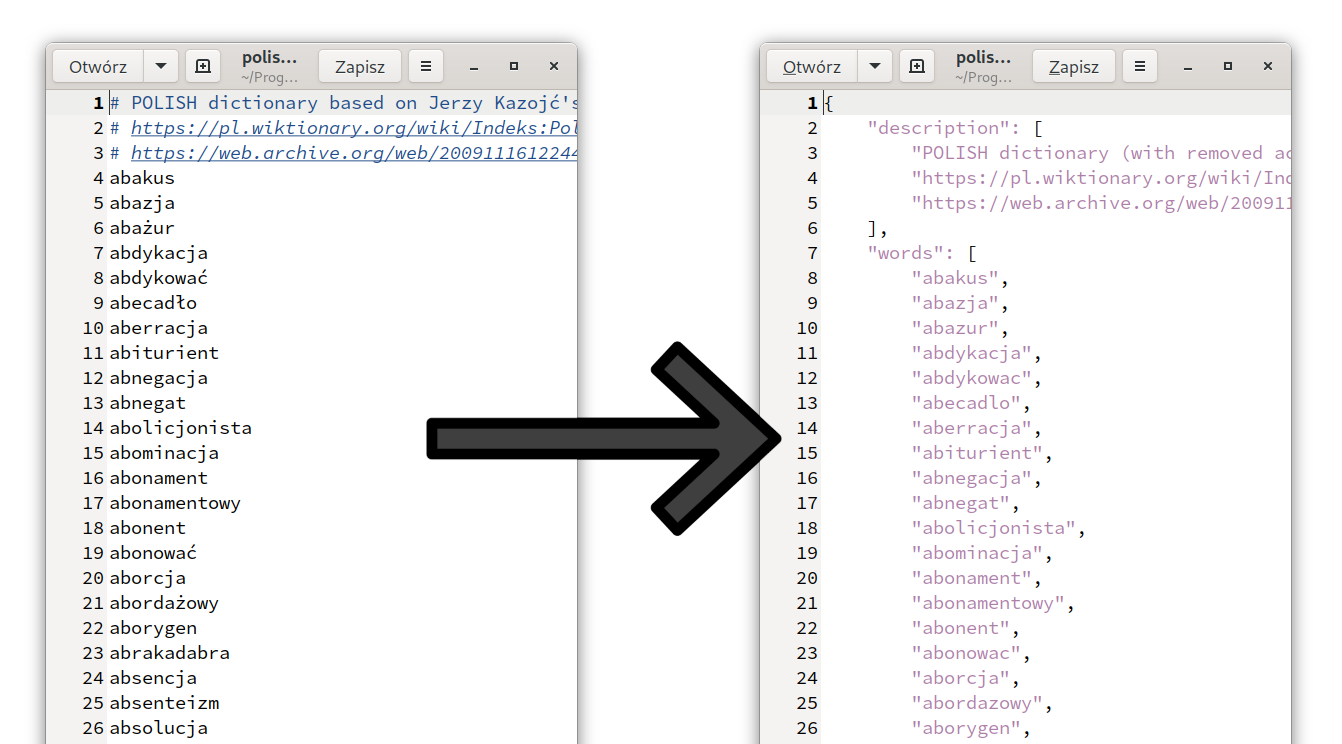 Otwórz
polis...
~/Prog...
Zapisz
1 # POLISH dictionary based on Jerzy Kazojć's
2 # https://pl.wiktionary.org/wiki/Indeks:Pol
3 # https://web.archive.org/web/2009111612244
4 abakus
5 abazja
6 abażur
7 abdykacja
8 abdykować
9 abecadło
10 aberracja
11 abiturient
12 abnegacja
13 abnegat
14 abolicjonista
15 abominacja
16 abonament
17 abonamentowy
18 abonent
19 abonować
20 aborcja
21 abordażowy
22 aborygen
23 abrakadabra
24 absencja
25 absenteizm
26 absolucja
Otwórz
polis...
~/Prog...
Zapisz
1 {
2 "description": [
3 "POLISH dictionary (with removed ac
4 "https://pl.wiktionary.org/wiki/Ind
5 "https://web.archive.org/web/200911
6 ],
7 "words": [
8 "abakus",
9 "abazja",
10 "abazur",
11 "abdykacja",
12 "abdykowac",
13 "abecadlo",
14 "aberracja",
15 "abiturient",
16 "abnegacja",
17 "abnegat",
18 "abolicjonista",
19 "abominacja",
20 "abonament",
21 "abonamentowy",
22 "abonent",
23 "abonowac",
24 "aborcja",
25 "abordazowy",
26 "aborygen",